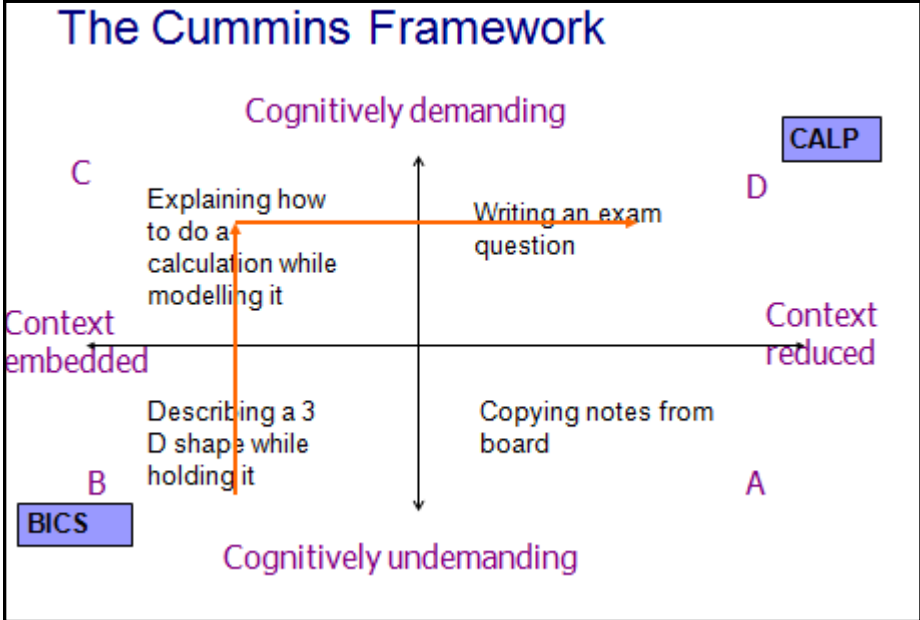 The Cummins Framework
Cognitively demanding
CALP
C
D
Explaining how
to do a
calculation while
modelling it
Writing an exam
question
Context
embedded
Context
reduced
Describing a 3
D shape while
holding it
Copying notes from
board
B
A
BICS
Cognitively undemanding